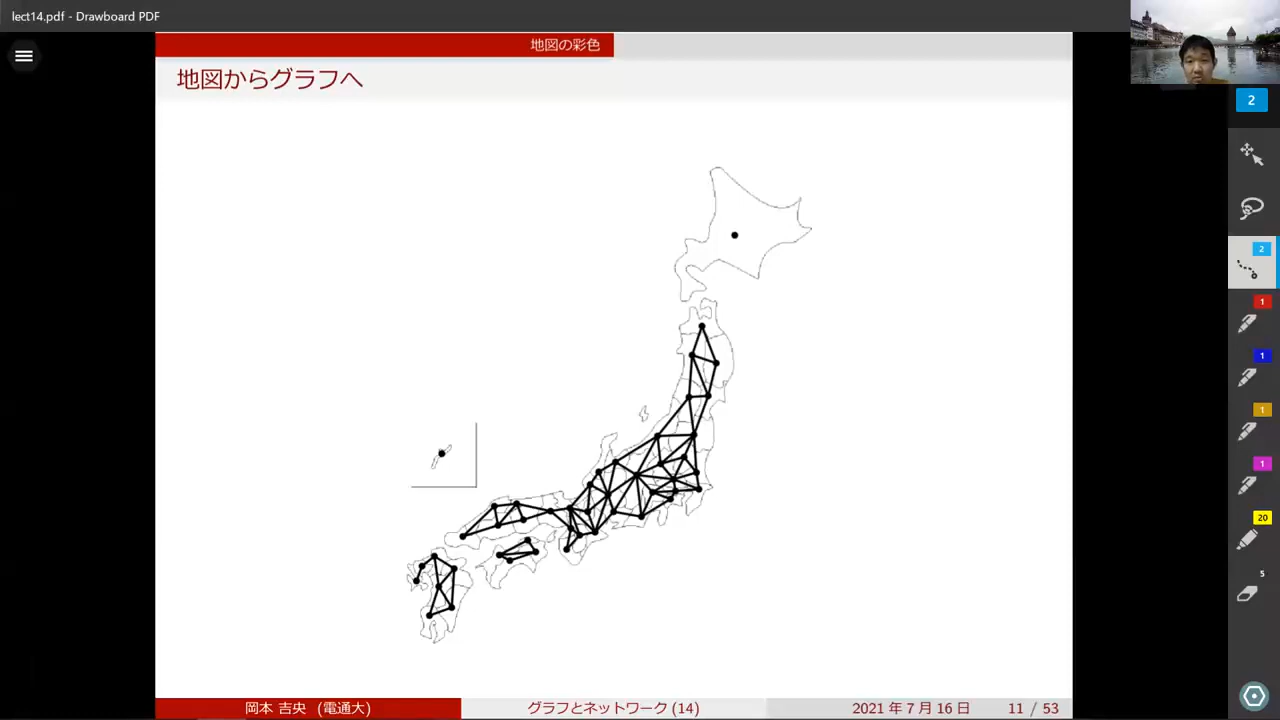 lect14.pdf - Drawboard PDF
地図の彩色
地図からグラフへ
2
2
1
1
1
1
20
5
岡本 吉央 (電通大)
グラフとネットワーク (14)
2021 年 7 月 16 日
11 / 53